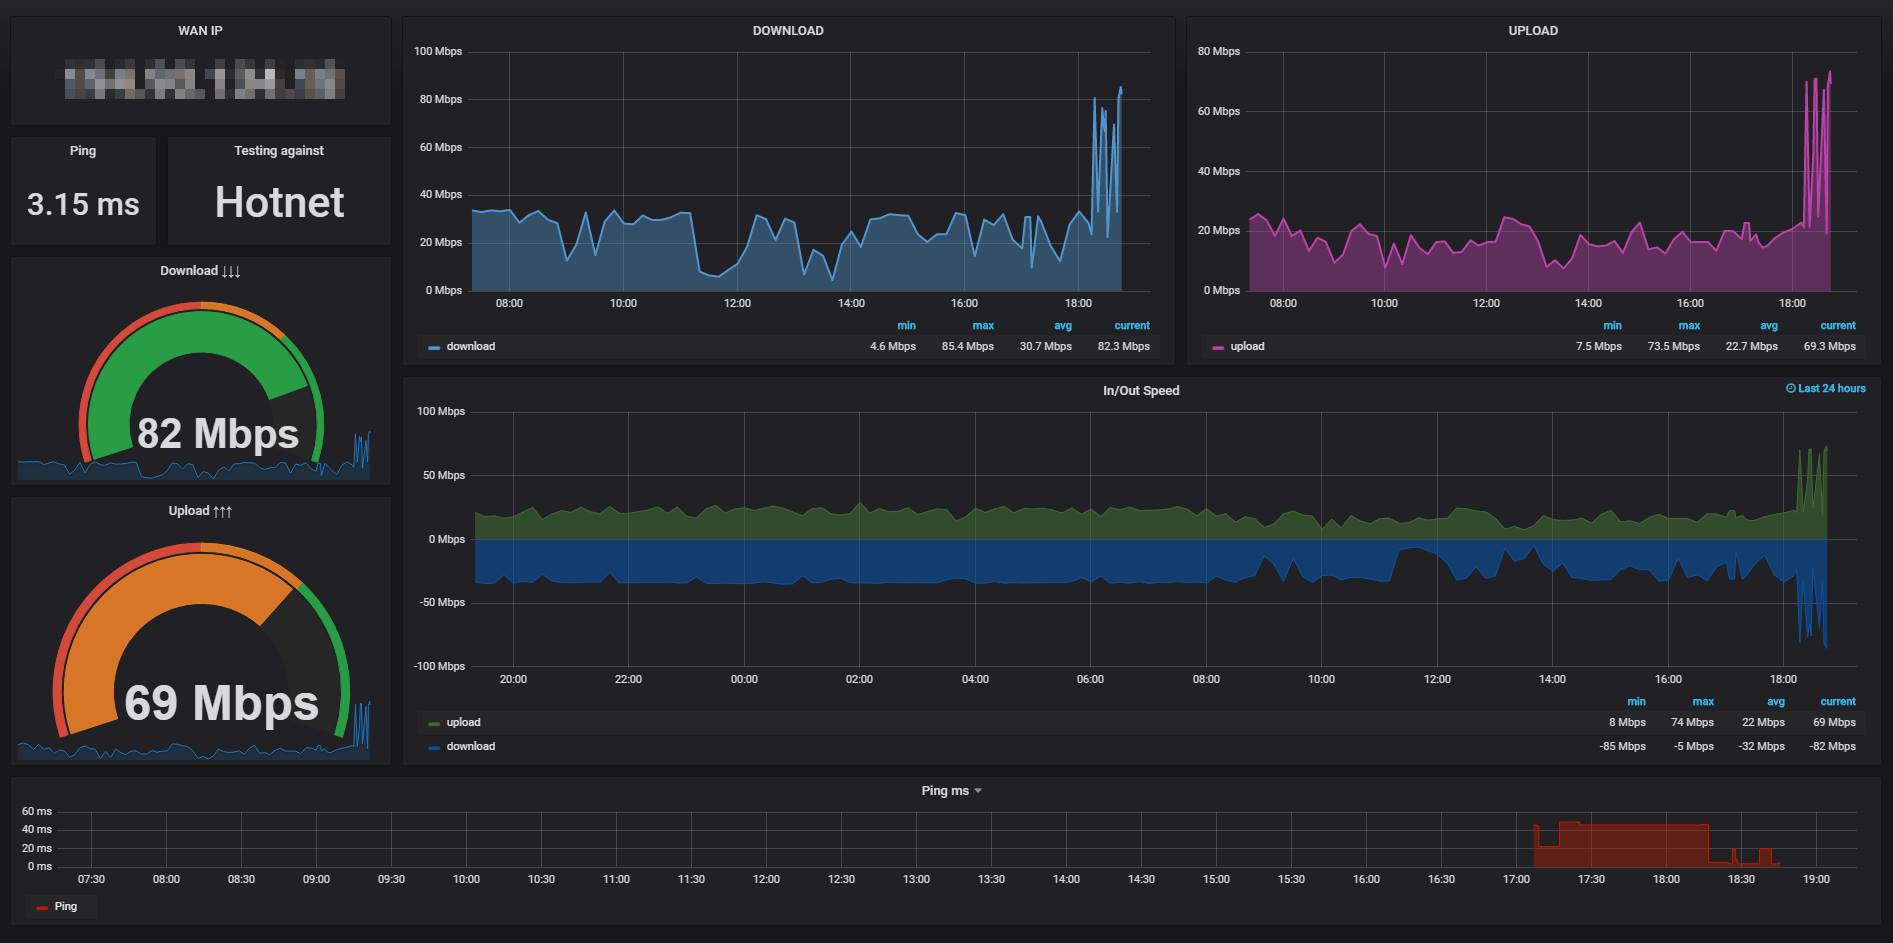 WAN IP
Ping
3.15 ms
Testing against
Hotnet
Download ↓↓↓
82 Mbps
Upload ↑↑↑
69 Mbps
DOWNLOAD
100 Mbps
80 Mbps
60 Mbps
40 Mbps
20 Mbps
0 Mbps
08:00 10:00 12:00 14:00 16:00 18:00
min max avg current
download 4.6 Mbps 85.4 Mbps 30.7 Mbps 82.3 Mbps
UPLOAD
80 Mbps
60 Mbps
40 Mbps
20 Mbps
0 Mbps
08:00 10:00 12:00 14:00 16:00 18:00
min max avg current
upload 7.5 Mbps 73.5 Mbps 22.7 Mbps 69.3 Mbps
In/Out Speed
Last 24 hours
100 Mbps
50 Mbps
0 Mbps
-50 Mbps
-100 Mbps
20:00 22:00 00:00 02:00 04:00 06:00 08:00 10:00 12:00 14:00 16:00 18:00
min max avg current
upload 8 Mbps 74 Mbps 22 Mbps 69 Mbps
download -85 Mbps -5 Mbps -32 Mbps -82 Mbps
Ping ms
60 ms
40 ms
20 ms
0 ms
07:30 08:00 08:30 09:00 09:30 10:00 10:30 11:00 11:30 12:00 12:30 13:00 13:30 14:00 14:30 15:00 15:30 16:00 16:30 17:00 17:30 18:00 18:30 19:00
Ping